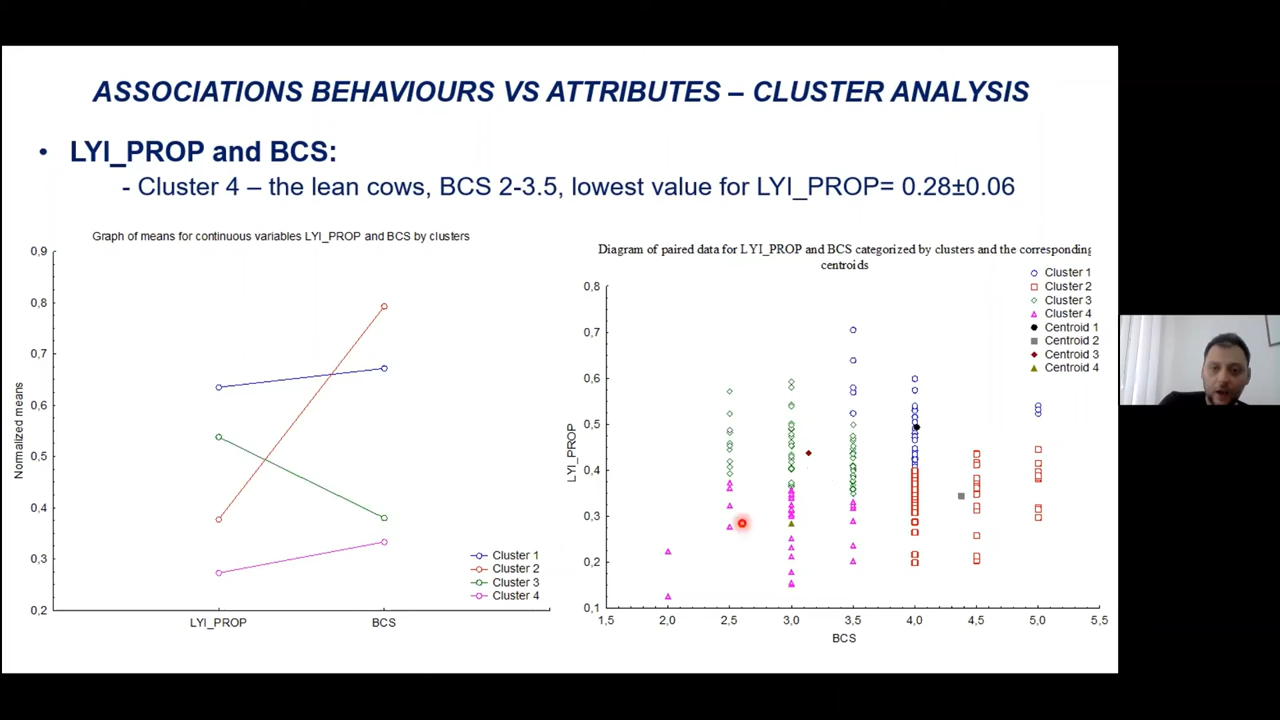 ASSOCIATIONS BEHAVIOURS VS ATTRIBUTES – CLUSTER ANALYSIS
• LYI_PROP and BCS:
- Cluster 4 – the lean cows, BCS 2-3.5, lowest value for LYI_PROP= 0.28±0.06
Graph of means for continuous variables LYI_PROP and BCS by clusters
0,9
0,8
0,7
0,6
0,5
0,4
0,3
0,2
Normalized means
LYI_PROP
BCS
Cluster 1
Cluster 2
Cluster 3
Cluster 4
Diagram of paired data for LYI_PROP and BCS categorized by clusters and the corresponding
centroids
Cluster 1
Cluster 2
Cluster 3
Cluster 4
Centroid 1
Centroid 2
Centroid 3
Centroid 4
0,8
0,7
0,6
0,5
0,4
0,3
0,2
0,1
LYI_PROP
1,5 2,0 2,5 3,0 3,5 4,0 4,5 5,0 5,5
BCS